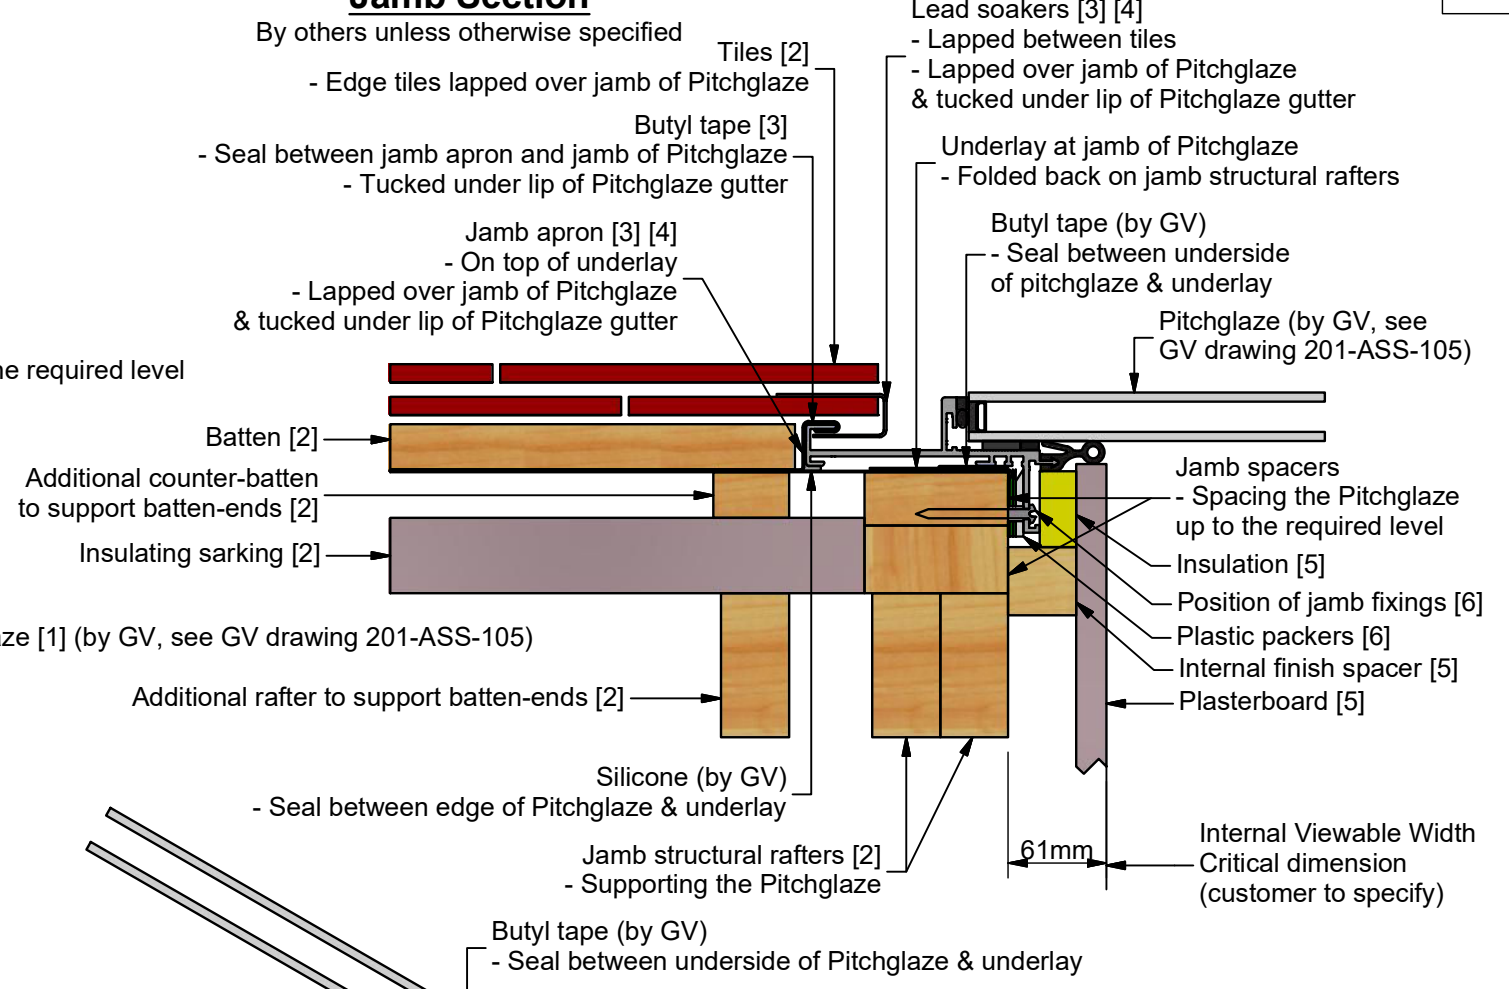 Jamb Section
By others unless otherwise specified
Tiles [2]
- Edge tiles lapped over jamb of Pitchglaze
Lead soakers [3] [4]
- Lapped between tiles
- Lapped over jamb of Pitchglaze
& tucked under lip of Pitchglaze gutter
Butyl tape [3]
- Seal between jamb apron and jamb of Pitchglaze
- Tucked under lip of Pitchglaze gutter
Underlay at jamb of Pitchglaze
- Folded back on jamb structural rafters
Jamb apron [3] [4]
- On top of underlay
- Lapped over jamb of Pitchglaze
& tucked under lip of Pitchglaze gutter
Butyl tape (by GV)
- Seal between underside
of pitchglaze & underlay
Pitchglaze (by GV, see
GV drawing 201-ASS-105)
he required level
Batten [2]
Additional counter-batten
to support batten-ends [2]
Insulating sarking [2]
Jamb spacers
- Spacing the Pitchglaze
up to the required level
Insulation [5]
Position of jamb fixings [6]
Plastic packers [6]
Internal finish spacer [5]
Plasterboard [5]
aze [1] (by GV, see GV drawing 201-ASS-105)
Additional rafter to support batten-ends [2]
Silicone (by GV)
- Seal between edge of Pitchglaze & underlay
Jamb structural rafters [2]
- Supporting the Pitchglaze
61mm
Internal Viewable Width
Critical dimension
(customer to specify)
Butyl tape (by GV)
- Seal between underside of Pitchglaze & underlay